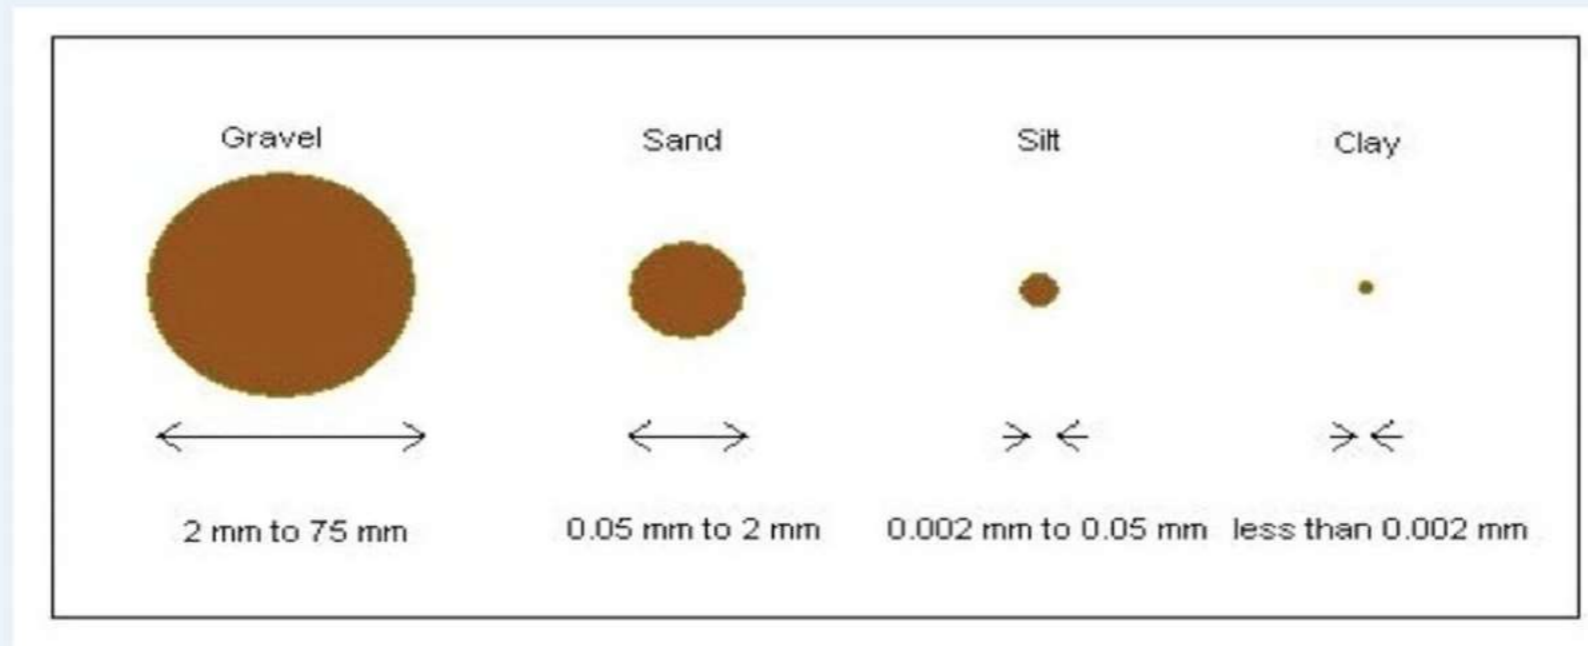 Gravel
Sand
Silt
Clay
2 mm to 75 mm
0.05 mm to 2 mm
0.002 mm to 0.05 mm
less than 0.002 mm